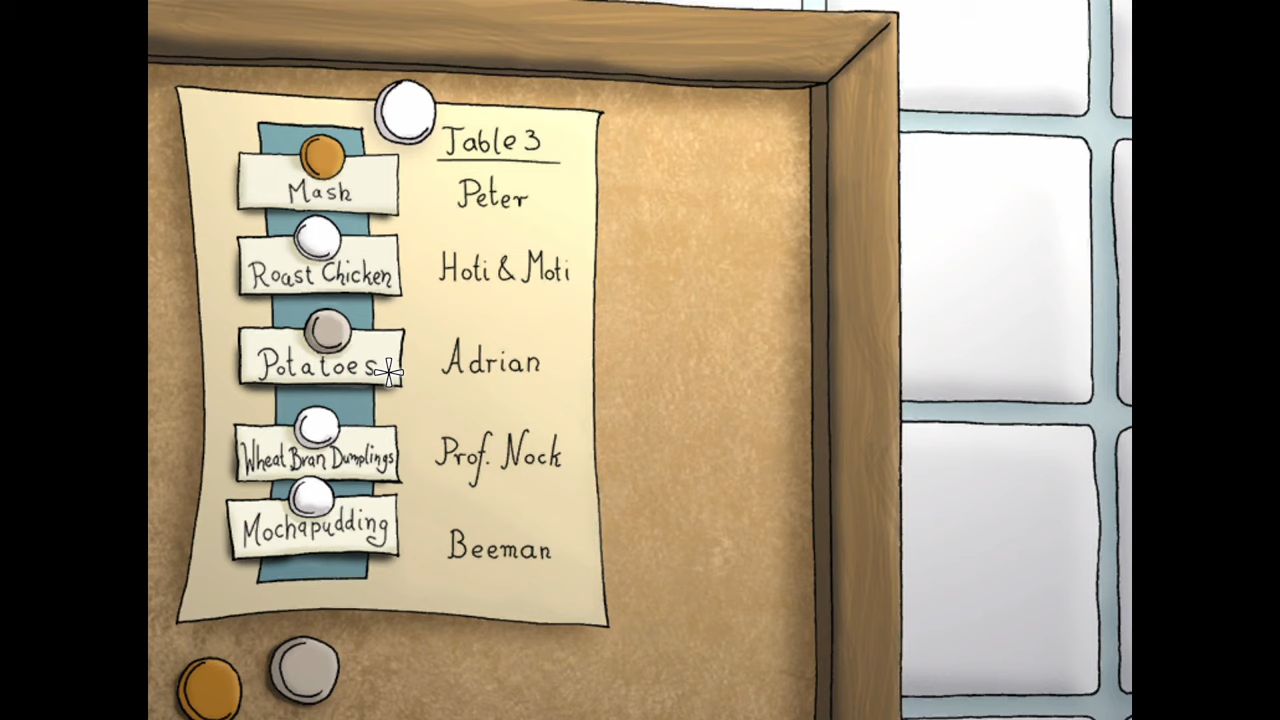 Table 3
Mash
Peter
Roast Chicken
Hoti & Moti
Potatoes
Adrian
Wheat Bran Dumplings
Prof. Nock
Mochapudding
Beeman